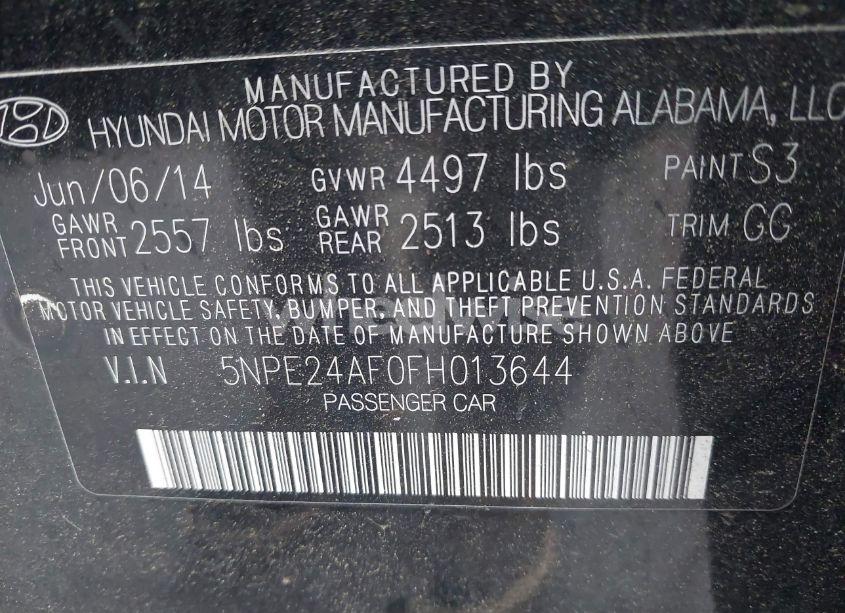 MANUFACTURED BY
HYUNDAI MOTOR MANUFACTURING ALABAMA, LLC
Jun/06/14 GVWR 4497 lbs PAINT S3
GAWR FRONT 2557 lbs GAWR REAR 2513 lbs TRIM GG
THIS VEHICLE CONFORMS TO ALL APPLICABLE U.S.A. FEDERAL
MOTOR VEHICLE SAFETY, BUMPER, AND THEFT PREVENTION STANDARDS
IN EFFECT ON THE DATE OF MANUFACTURE SHOWN ABOVE
V.I.N 5NPE24AF0FH013644
PASSENGER CAR